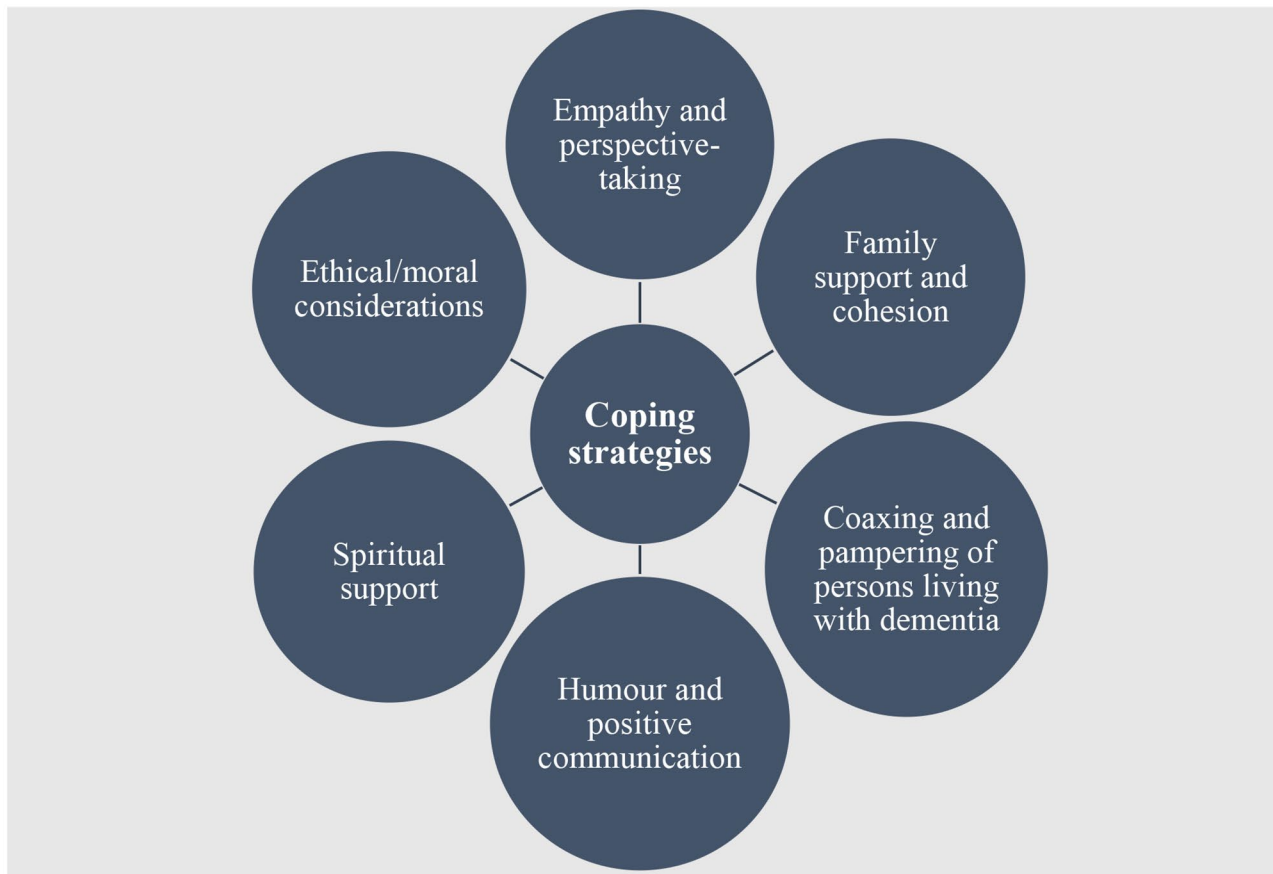 Empathy and
perspective-
taking
Family
support and
cohesion
Coaxing and
pampering of
persons living
with dementia
Humour and
positive
communication
Spiritual
support
Ethical/moral
considerations
Coping
strategies